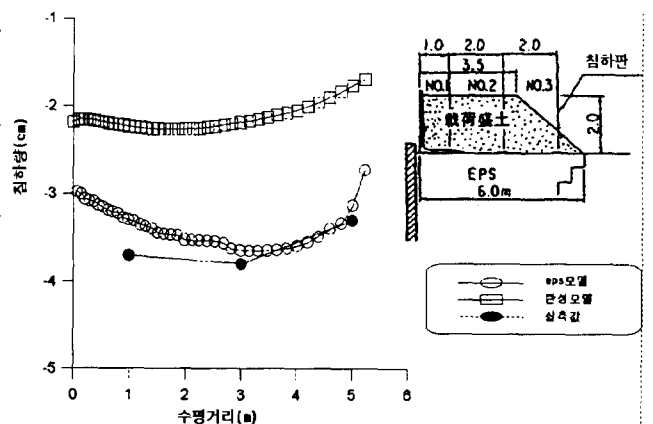 침하량(cm)
-1
-2
-3
-4
-5
0 1 2 3 4 5 6
수평거리(m)
1.0 2.0 2.0
3.5
침하판
NO.1 NO.2 NO.3
載荷盛土
2.0
EPS
6.0m
eps모델
탄성모델
실측값